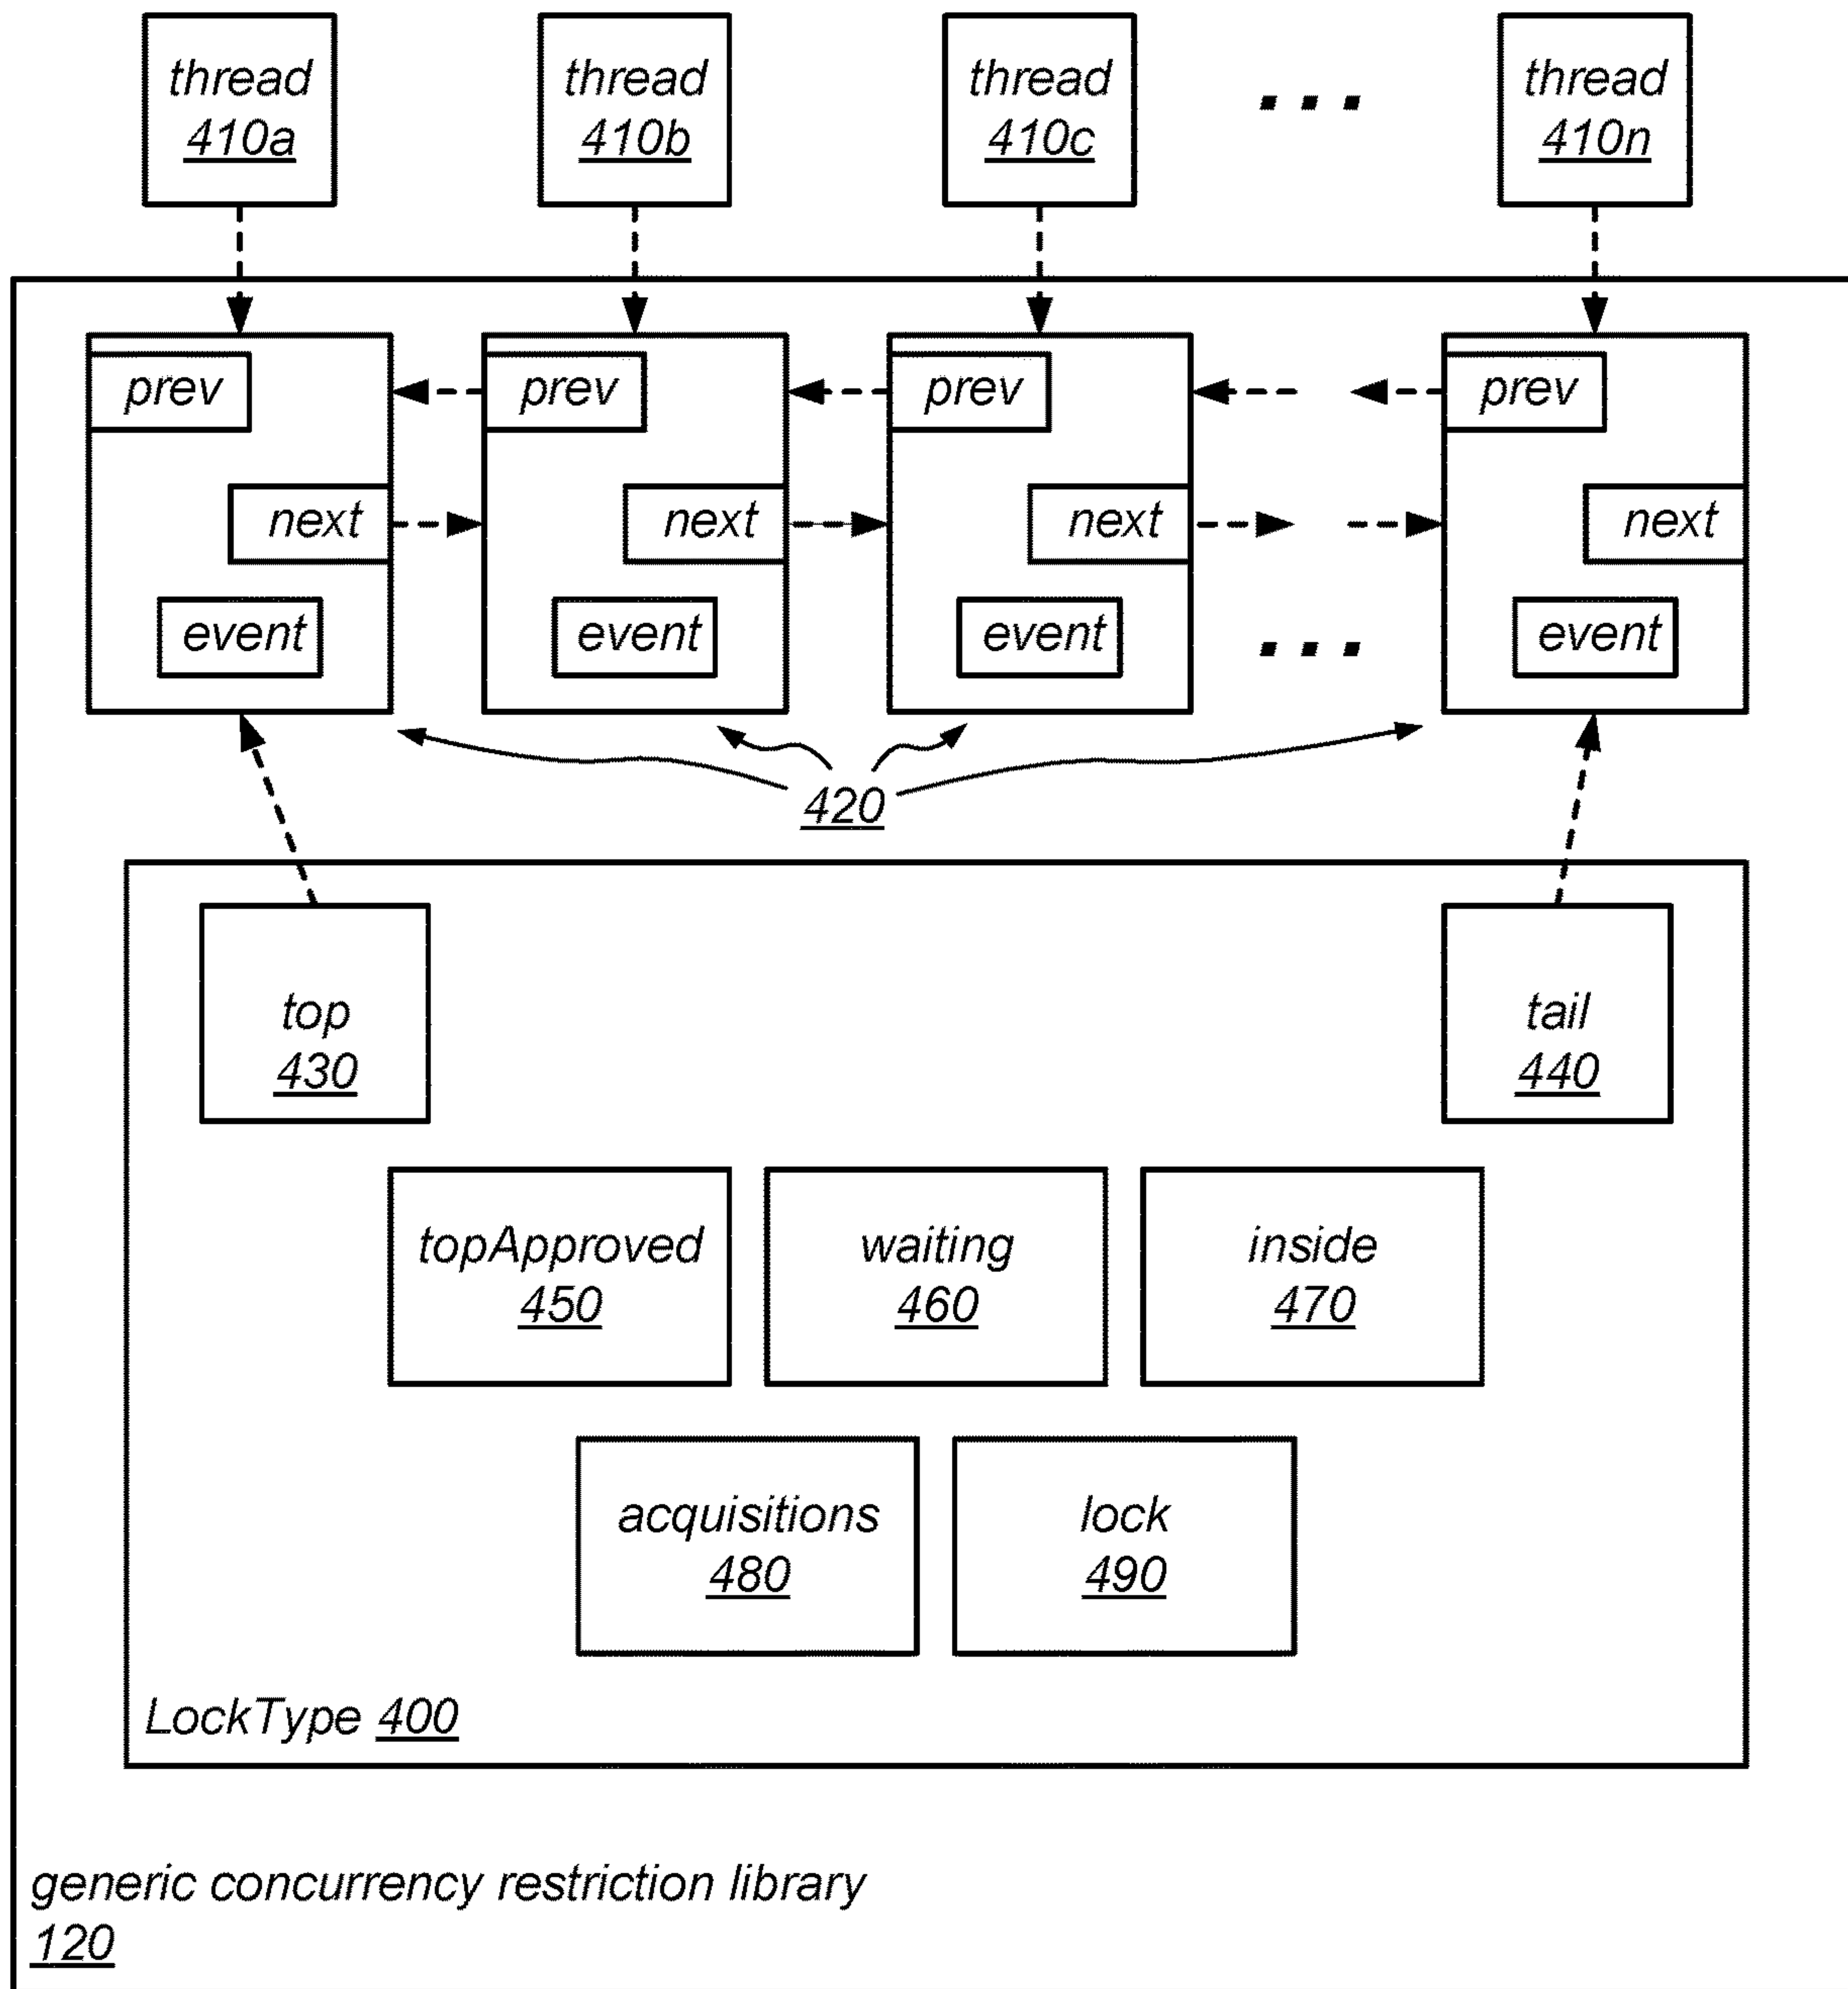 thread thread thread ... thread
410a 410b 410c 410n
prev prev prev prev
next next next next
event event event ... event
420
top tail
430 440
topApproved waiting inside
450 460 470
acquisitions lock
480 490
LockType 400
generic concurrency restriction library
120